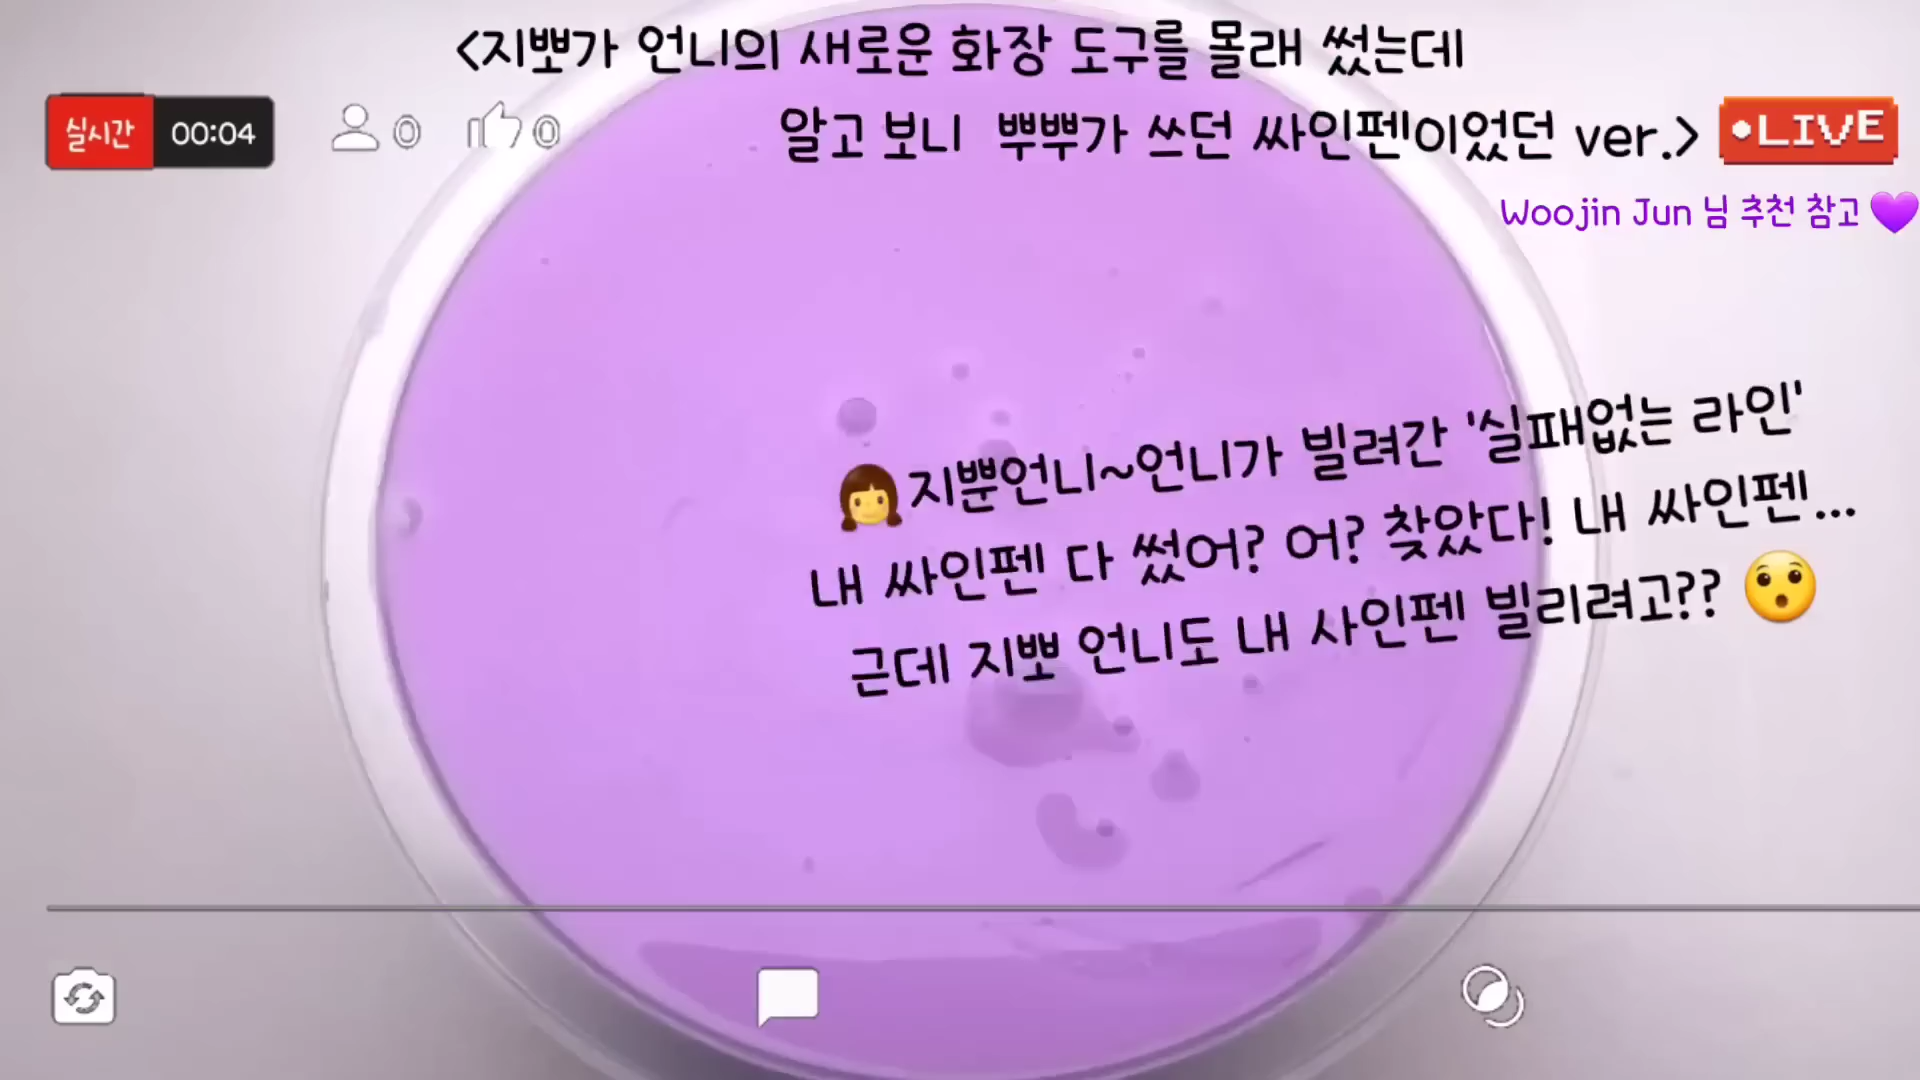 <지뽀가 언니의 새로운 화장 도구를 몰래 썼는데
알고 보니 뿌뿌가 쓰던 싸인펜이었던 ver.>
LIVE
실시간 00:04
0 0
Woojin Jun 님 추천 참고
지뿐언니~언니가 빌려간 '실패없는 라인'
내 싸인펜 다 썼어? 어? 찾았다! 내 싸인펜...
근데 지뽀 언니도 내 사인펜 빌리려고??